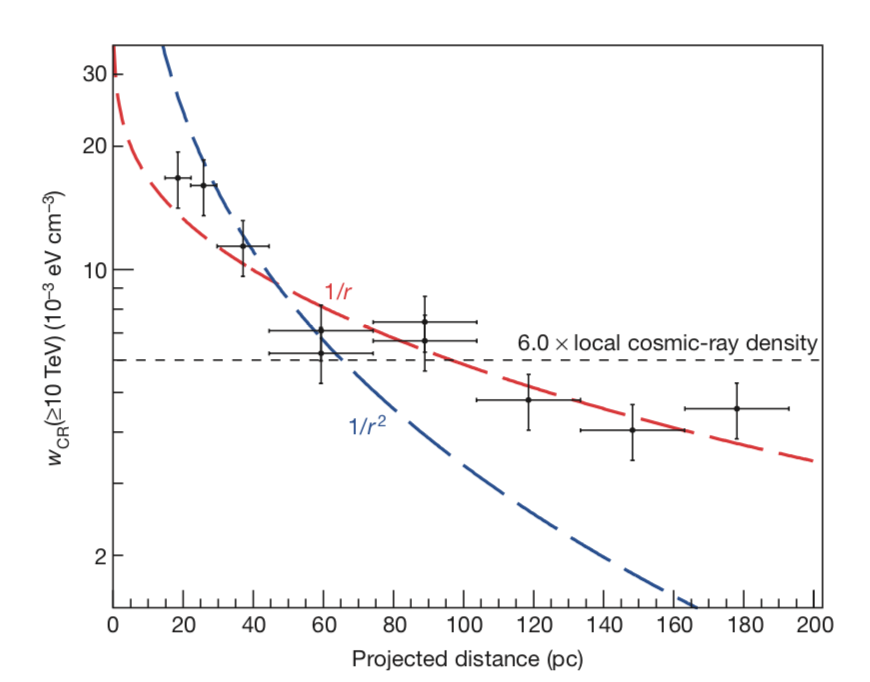 30
20
10
2
w_CR(≥10 TeV) (10⁻³ eV cm⁻³)
1/r
6.0 × local cosmic-ray density
1/r²
0 20 40 60 80 100 120 140 160 180 200
Projected distance (pc)